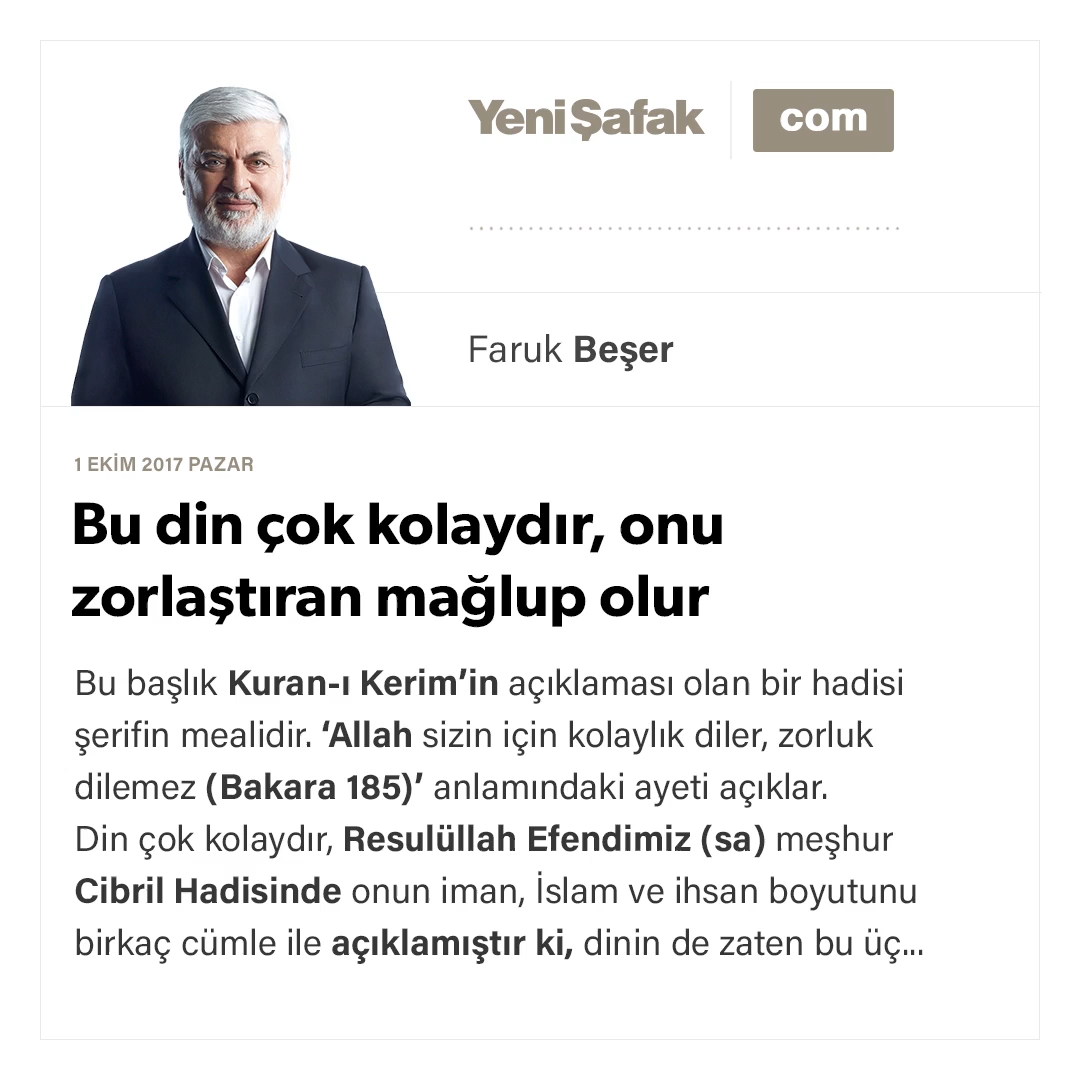 YeniŞafak com
Faruk Beşer
1 EKİM 2017 PAZAR
Bu din çok kolaydır, onu
zorlaştıran mağlup olur
Bu başlık Kuran-ı Kerim’in açıklaması olan bir hadisi
şerifin mealidir. ‘Allah sizin için kolaylık diler, zorluk
dilemez (Bakara 185)’ anlamındaki ayeti açıklar.
Din çok kolaydır, Resulüllah Efendimiz (sa) meşhur
Cibril Hadisinde onun iman, İslam ve ihsan boyutunu
birkaç cümle ile açıklamıştır ki, dinin de zaten bu üç...